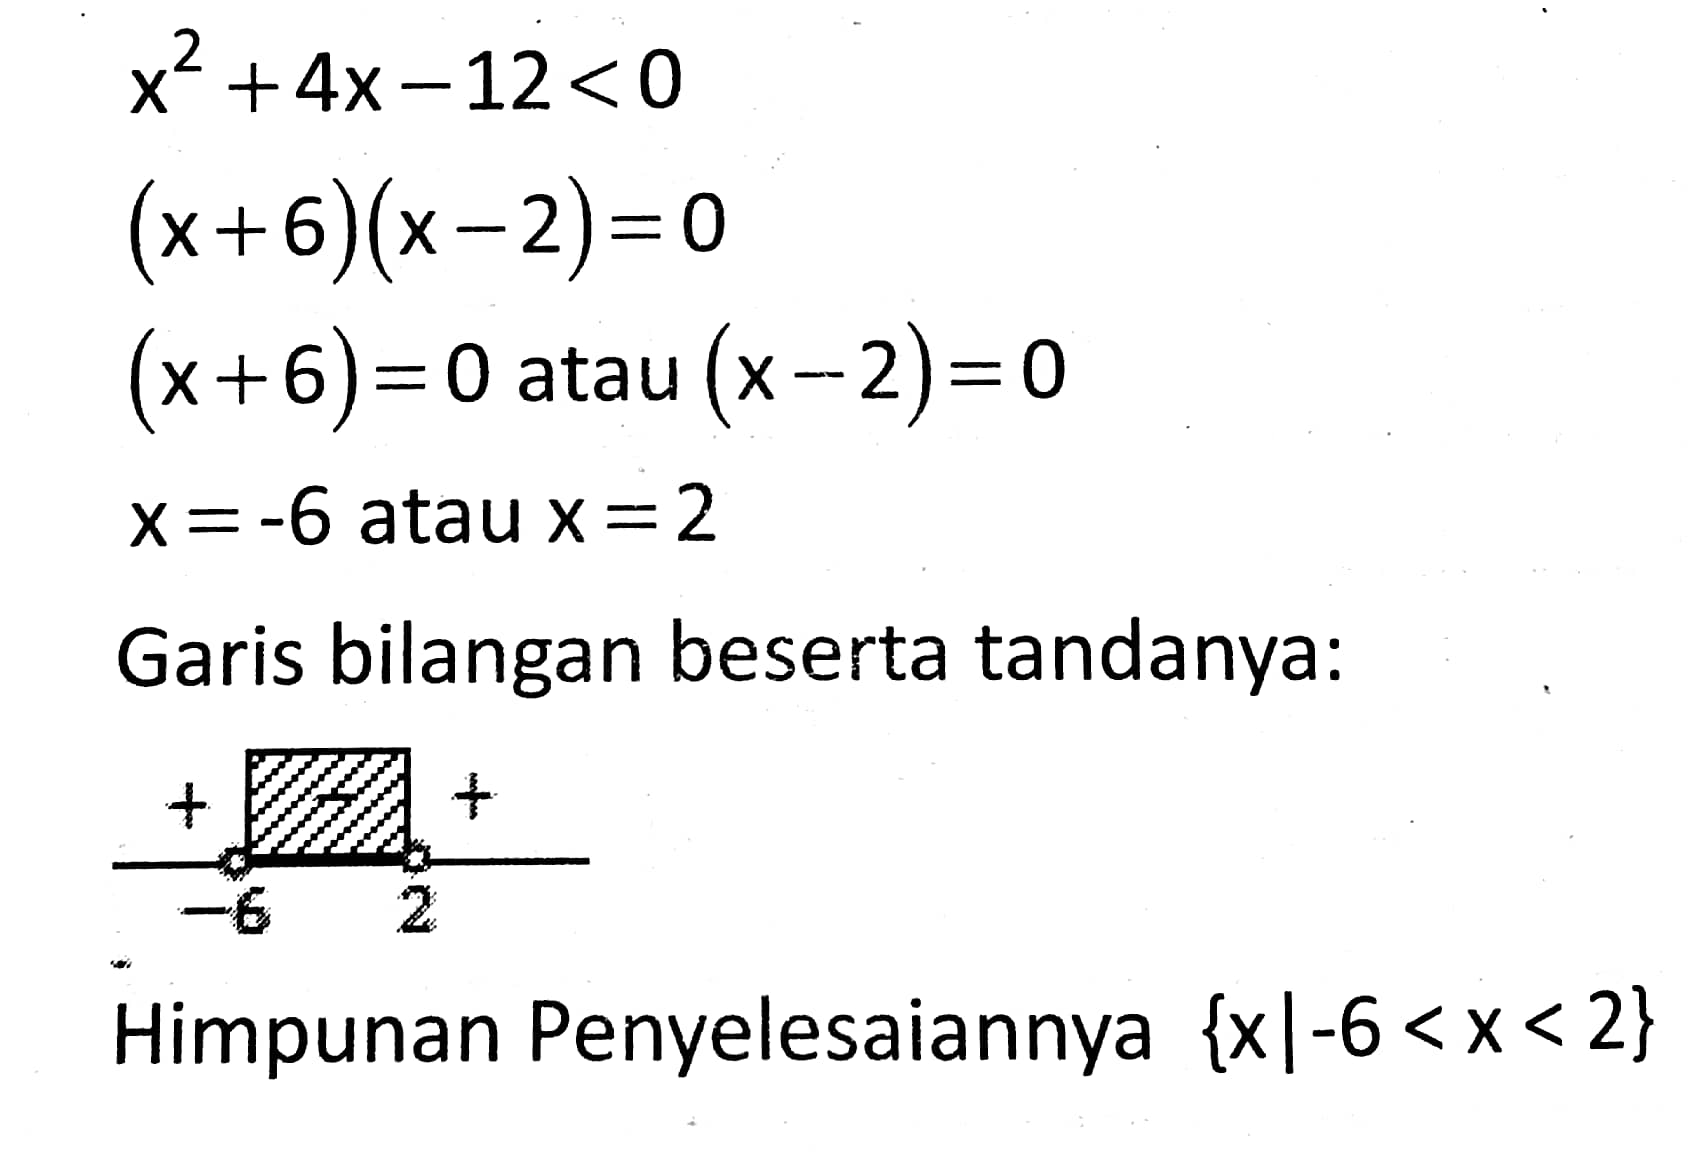 x² + 4x − 12 < 0
(x + 6)(x − 2) = 0
(x + 6) = 0 atau (x − 2) = 0
x = -6 atau x = 2
Garis bilangan beserta tandanya:
+ − +
−6 2
Himpunan Penyelesaiannya {x|-6 < x < 2}